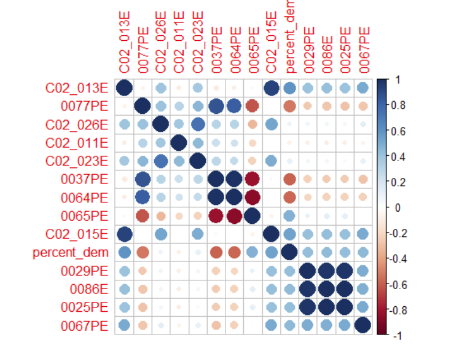 C02_013E
0077PE
C02_026E
C02_011E
C02_023E
0037PE
0064PE
0065PE
C02_015E
percent_dem
0029PE
0086E
0025PE
0067PE
C02_013E
0077PE
C02_026E
C02_011E
C02_023E
0037PE
0064PE
0065PE
C02_015E
percent_dem
0029PE
0086E
0025PE
0067PE
1
0.8
0.6
0.4
0.2
0
-0.2
-0.4
-0.6
-0.8
-1